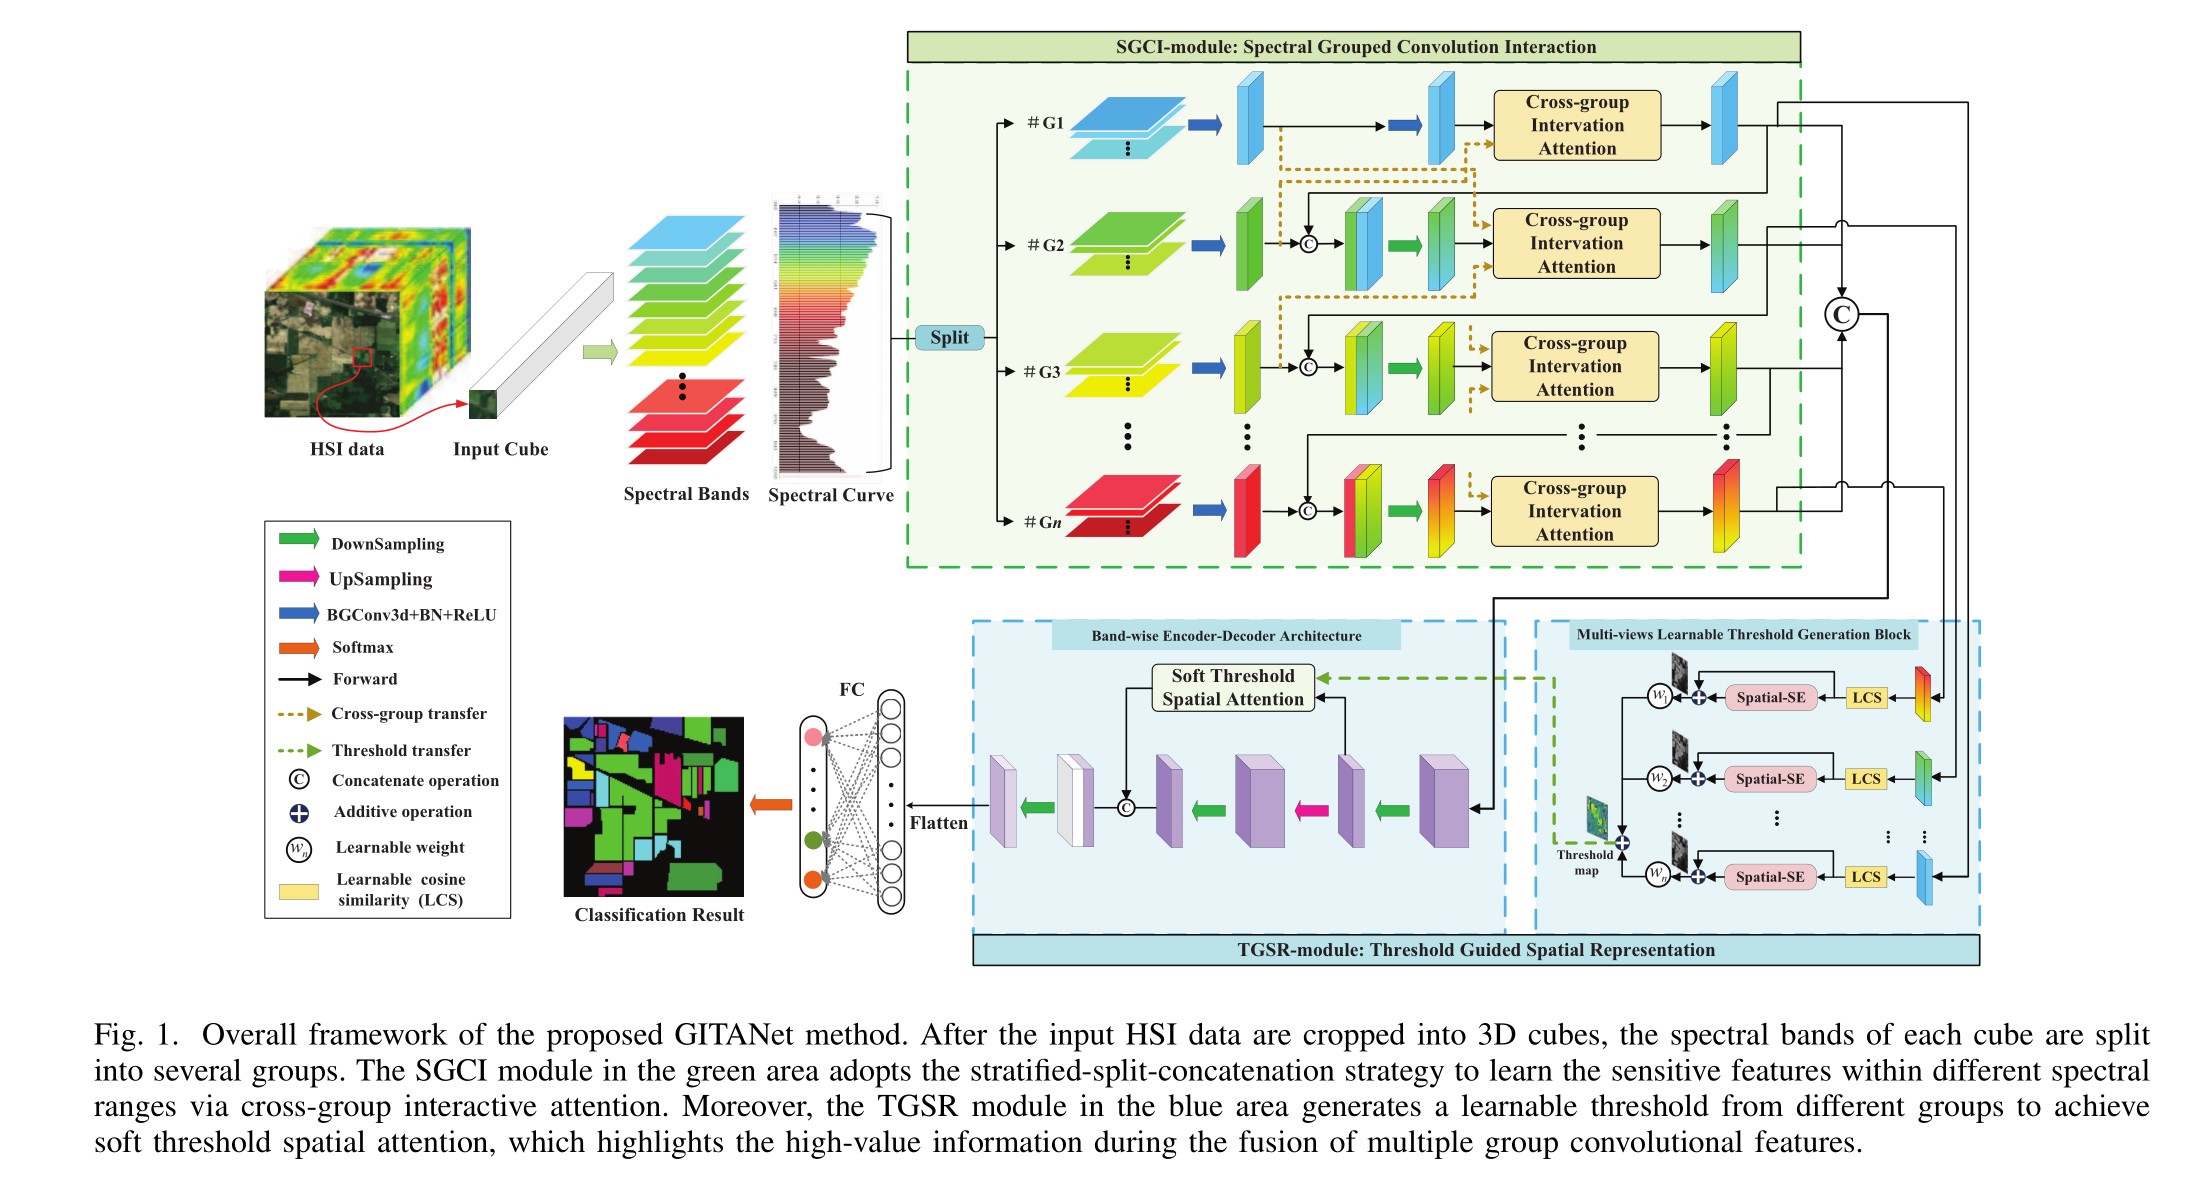 SGCI-module: Spectral Grouped Convolution Interaction
#G1
Cross-group
Intervation
Attention
#G2
C
Cross-group
Intervation
Attention
C
Split
#G3
C
Cross-group
Intervation
Attention
#Gn
C
Cross-group
Intervation
Attention
HSI data
Input Cube
Spectral Bands
Spectral Curve
DownSampling
UpSampling
BGConv3d+BN+ReLU
Softmax
Forward
Cross-group transfer
Threshold transfer
C Concatenate operation
Additive operation
Wn Learnable weight
Learnable cosine
similarity (LCS)
Classification Result
FC
Flatten
Band-wise Encoder-Decoder Architecture
Soft Threshold
Spatial Attention
C
Multi-views Learnable Threshold Generation Block
W1 Spatial-SE LCS
W2 Spatial-SE LCS
Threshold
map
Wn Spatial-SE LCS
TGSR-module: Threshold Guided Spatial Representation
Fig. 1. Overall framework of the proposed GITANet method. After the input HSI data are cropped into 3D cubes, the spectral bands of each cube are split
into several groups. The SGCI module in the green area adopts the stratified-split-concatenation strategy to learn the sensitive features within different spectral
ranges via cross-group interactive attention. Moreover, the TGSR module in the blue area generates a learnable threshold from different groups to achieve
soft threshold spatial attention, which highlights the high-value information during the fusion of multiple group convolutional features.